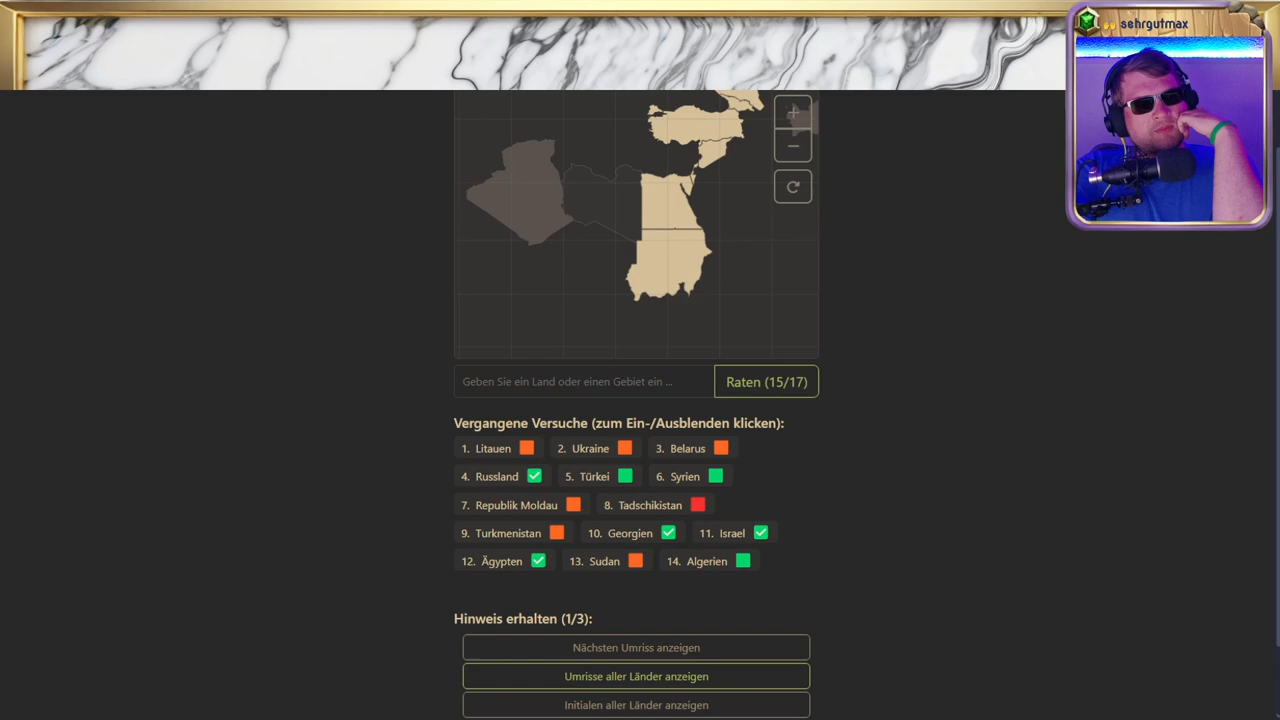 🙌 sehrgutmax
+
−
Geben Sie ein Land oder einen Gebiet ein ...
Raten (15/17)
Vergangene Versuche (zum Ein-/Ausblenden klicken):
1. Litauen 2. Ukraine 3. Belarus
4. Russland 5. Türkei 6. Syrien
7. Republik Moldau 8. Tadschikistan
9. Turkmenistan 10. Georgien 11. Israel
12. Ägypten 13. Sudan 14. Algerien
Hinweis erhalten (1/3):
Nächsten Umriss anzeigen
Umrisse aller Länder anzeigen
Initialen aller Länder anzeigen